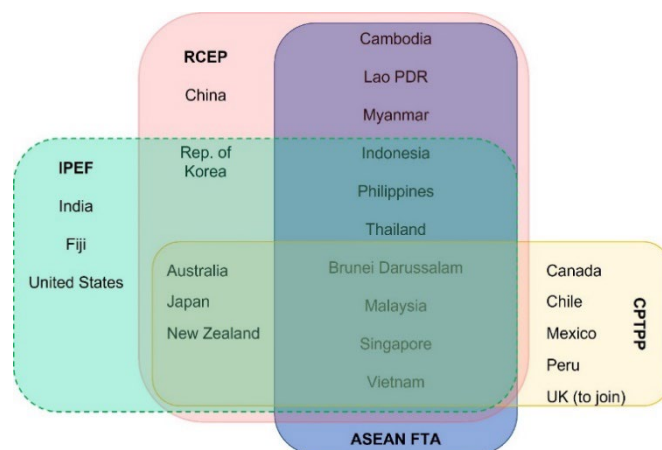 RCEP
China
Rep. of
Korea
Cambodia
Lao PDR
Myanmar
Indonesia
Philippines
Thailand
Brunei Darussalam
Malaysia
Singapore
Vietnam
IPEF
India
Fiji
United States
Australia
Japan
New Zealand
Canada
Chile
Mexico
Peru
UK (to join)
CPTPP
ASEAN FTA